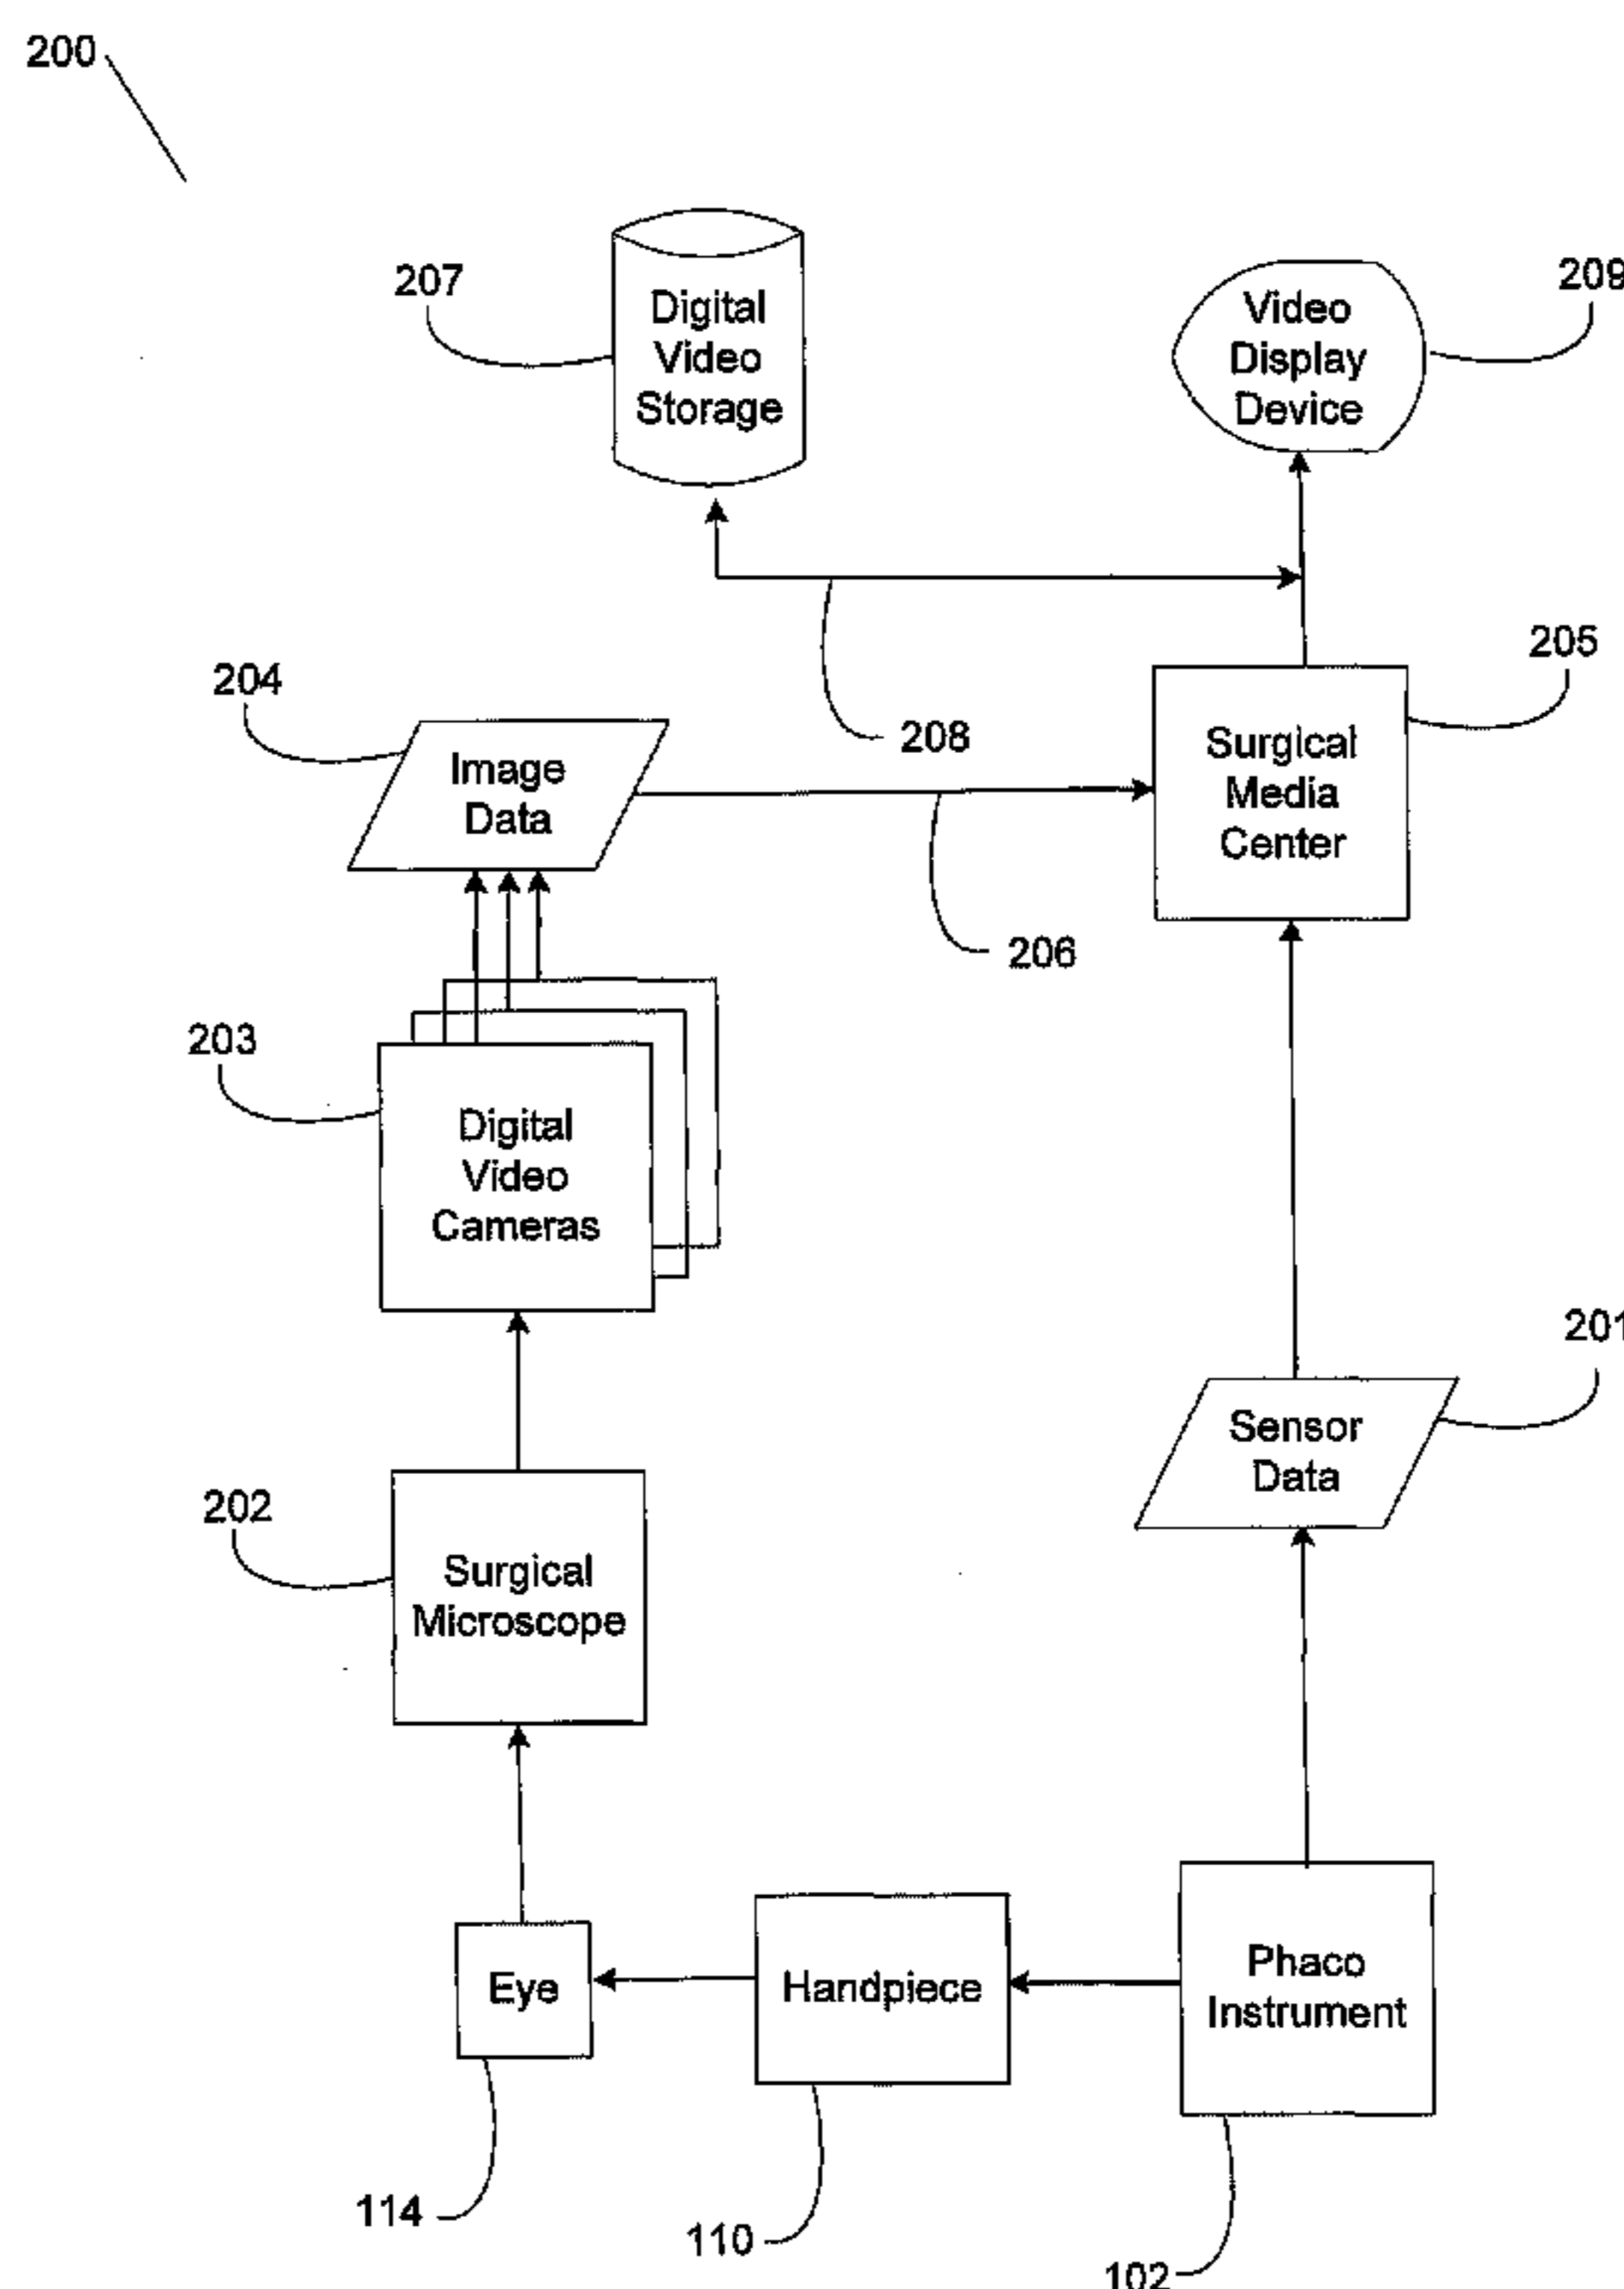 200
207
Digital
Video
Storage
Video
Display
Device
209
204
Image
Data
208
205
Surgical
Media
Center
206
203
Digital
Video
Cameras
201
Sensor
Data
202
Surgical
Microscope
Eye
Handpiece
Phaco
Instrument
114
110
102